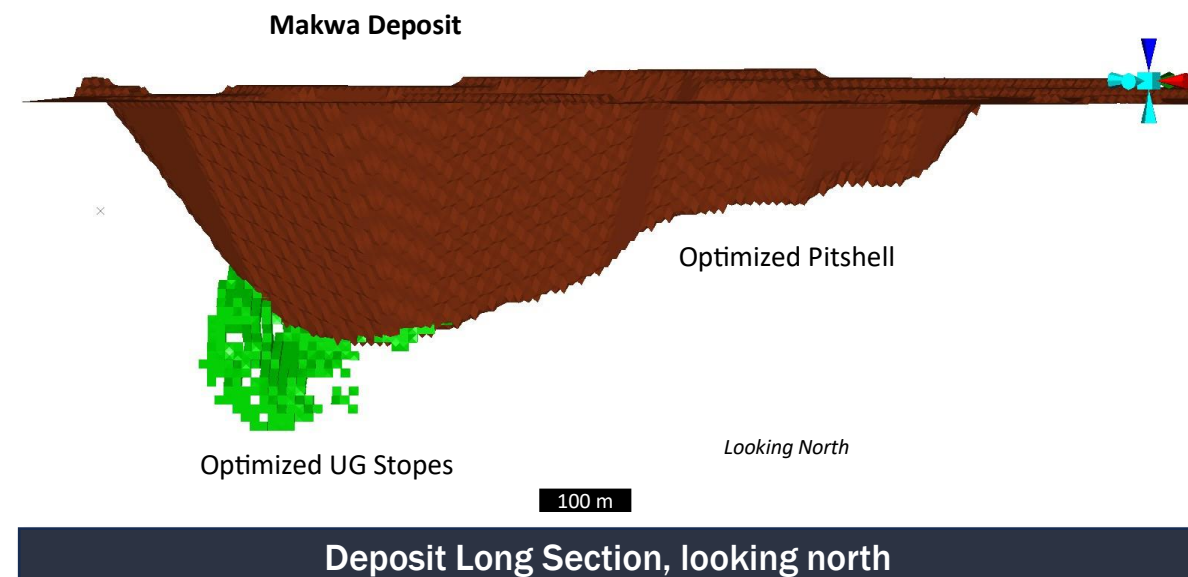 Makwa Deposit
Optimized Pitshell
Looking North
Optimized UG Stopes
100 m
Deposit Long Section, looking north